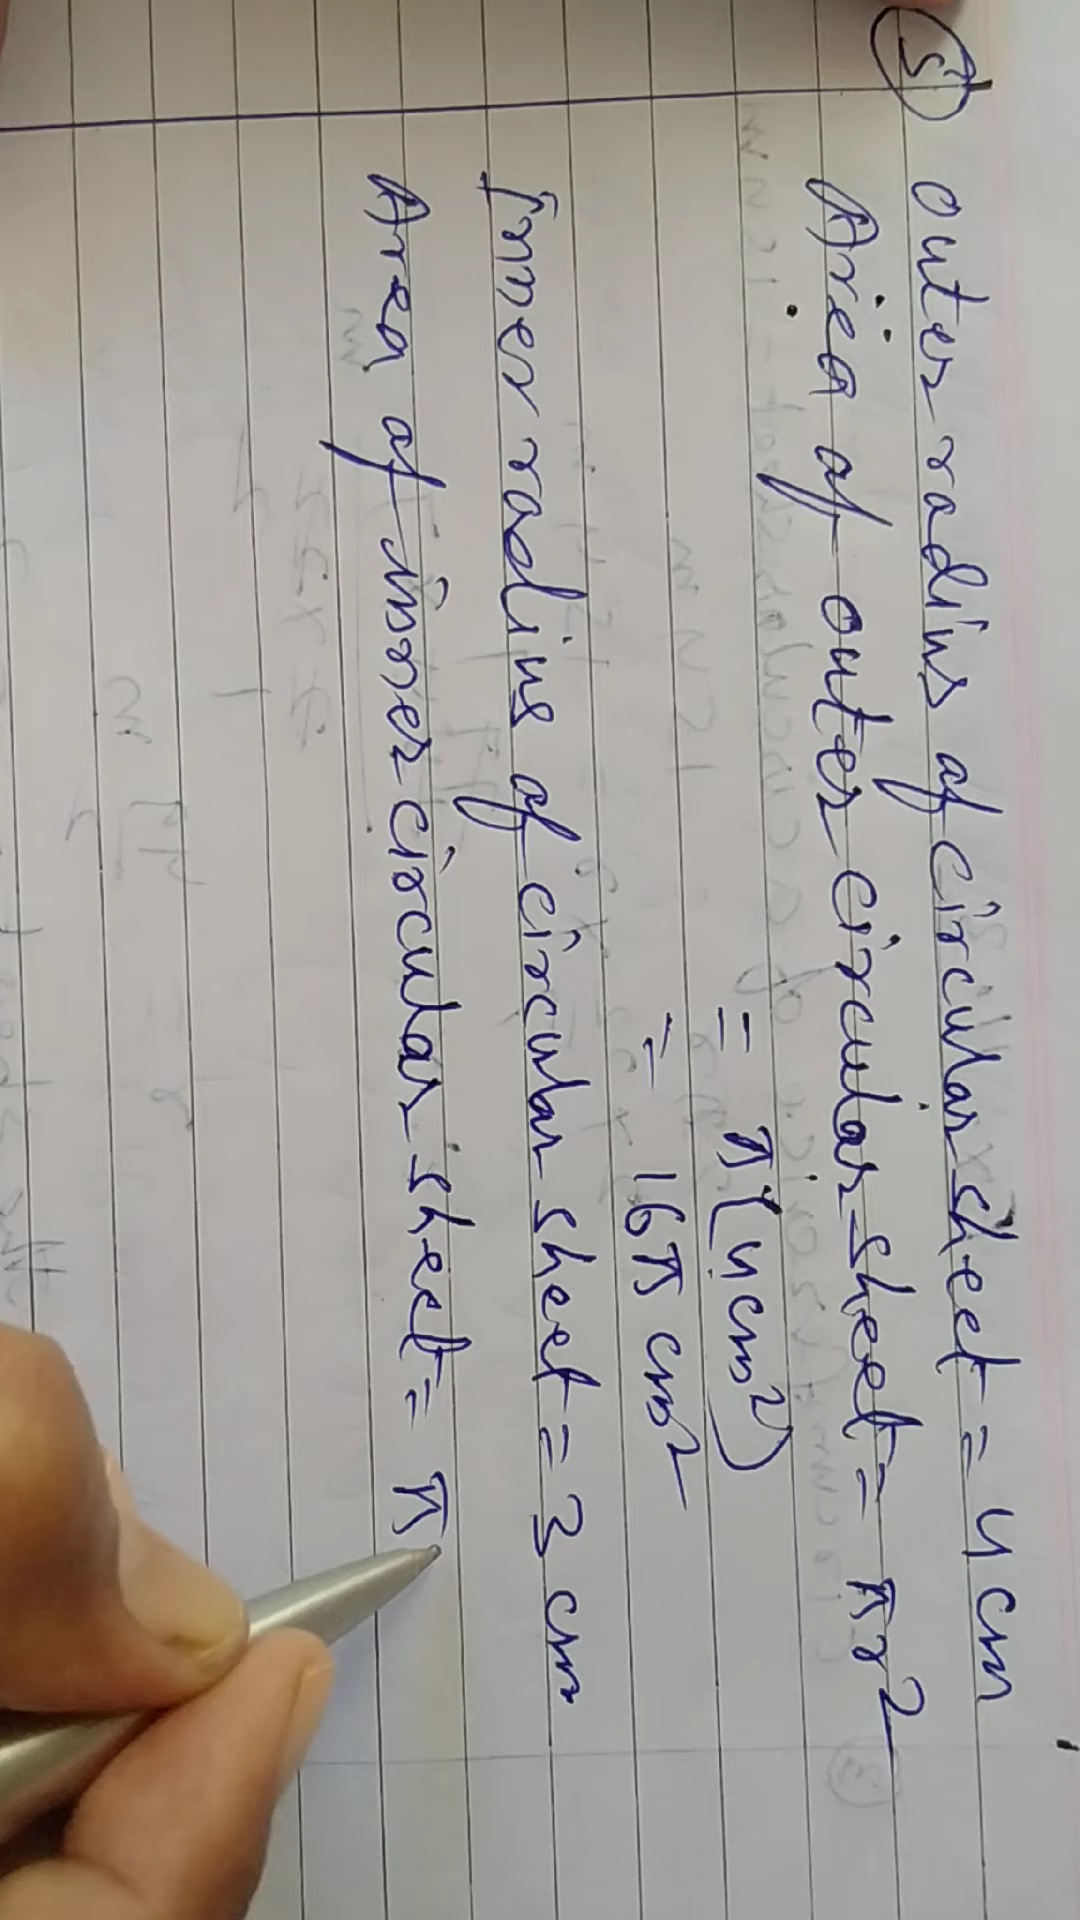 5
outer radius of circular sheet = 4 cm
Area of outer circular sheet = πr²
= π(4cm²)
= 16π cm²
Inner radius of circular sheet = 3 cm
Area of inner circular sheet = π